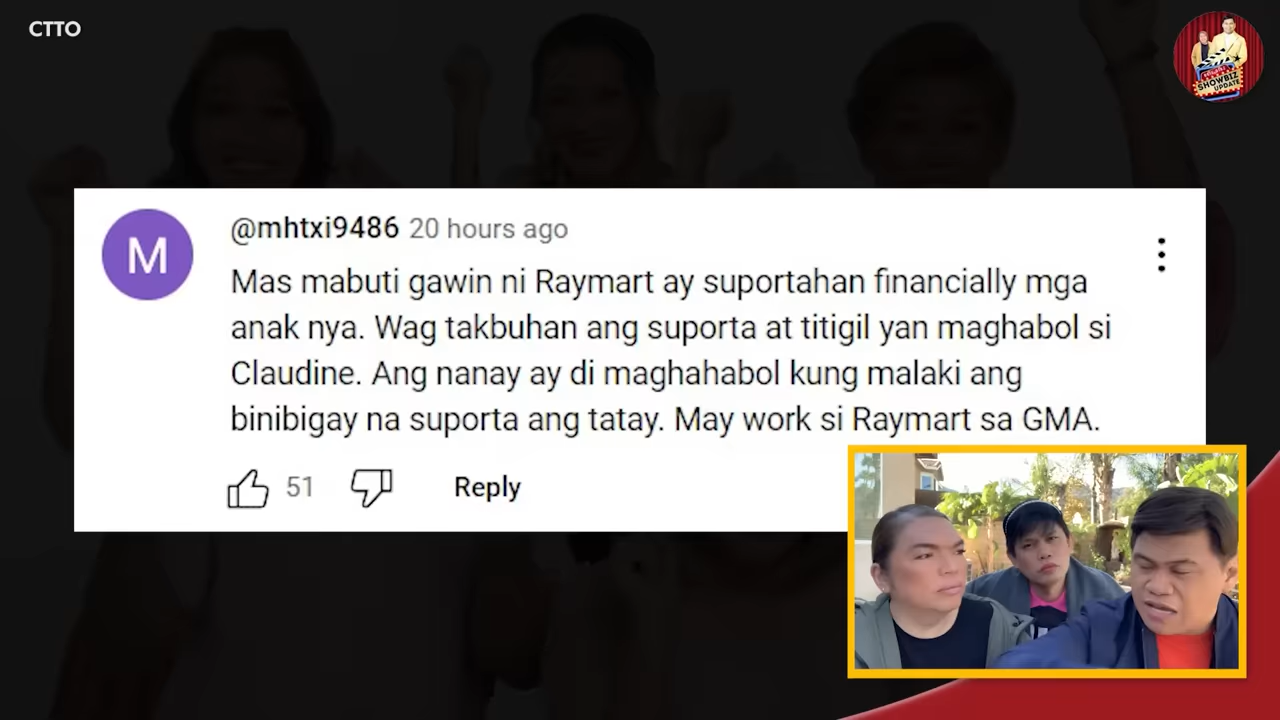 CTTO
SHOWBIZ
UPDATE
@mhtxi9486 20 hours ago
M
Mas mabuti gawin ni Raymart ay suportahan financially mga
anak nya. Wag takbuhan ang suporta at titigil yan maghabol si
Claudine. Ang nanay ay di maghahabol kung malaki ang
binibigay na suporta ang tatay. May work si Raymart sa GMA.
51
Reply